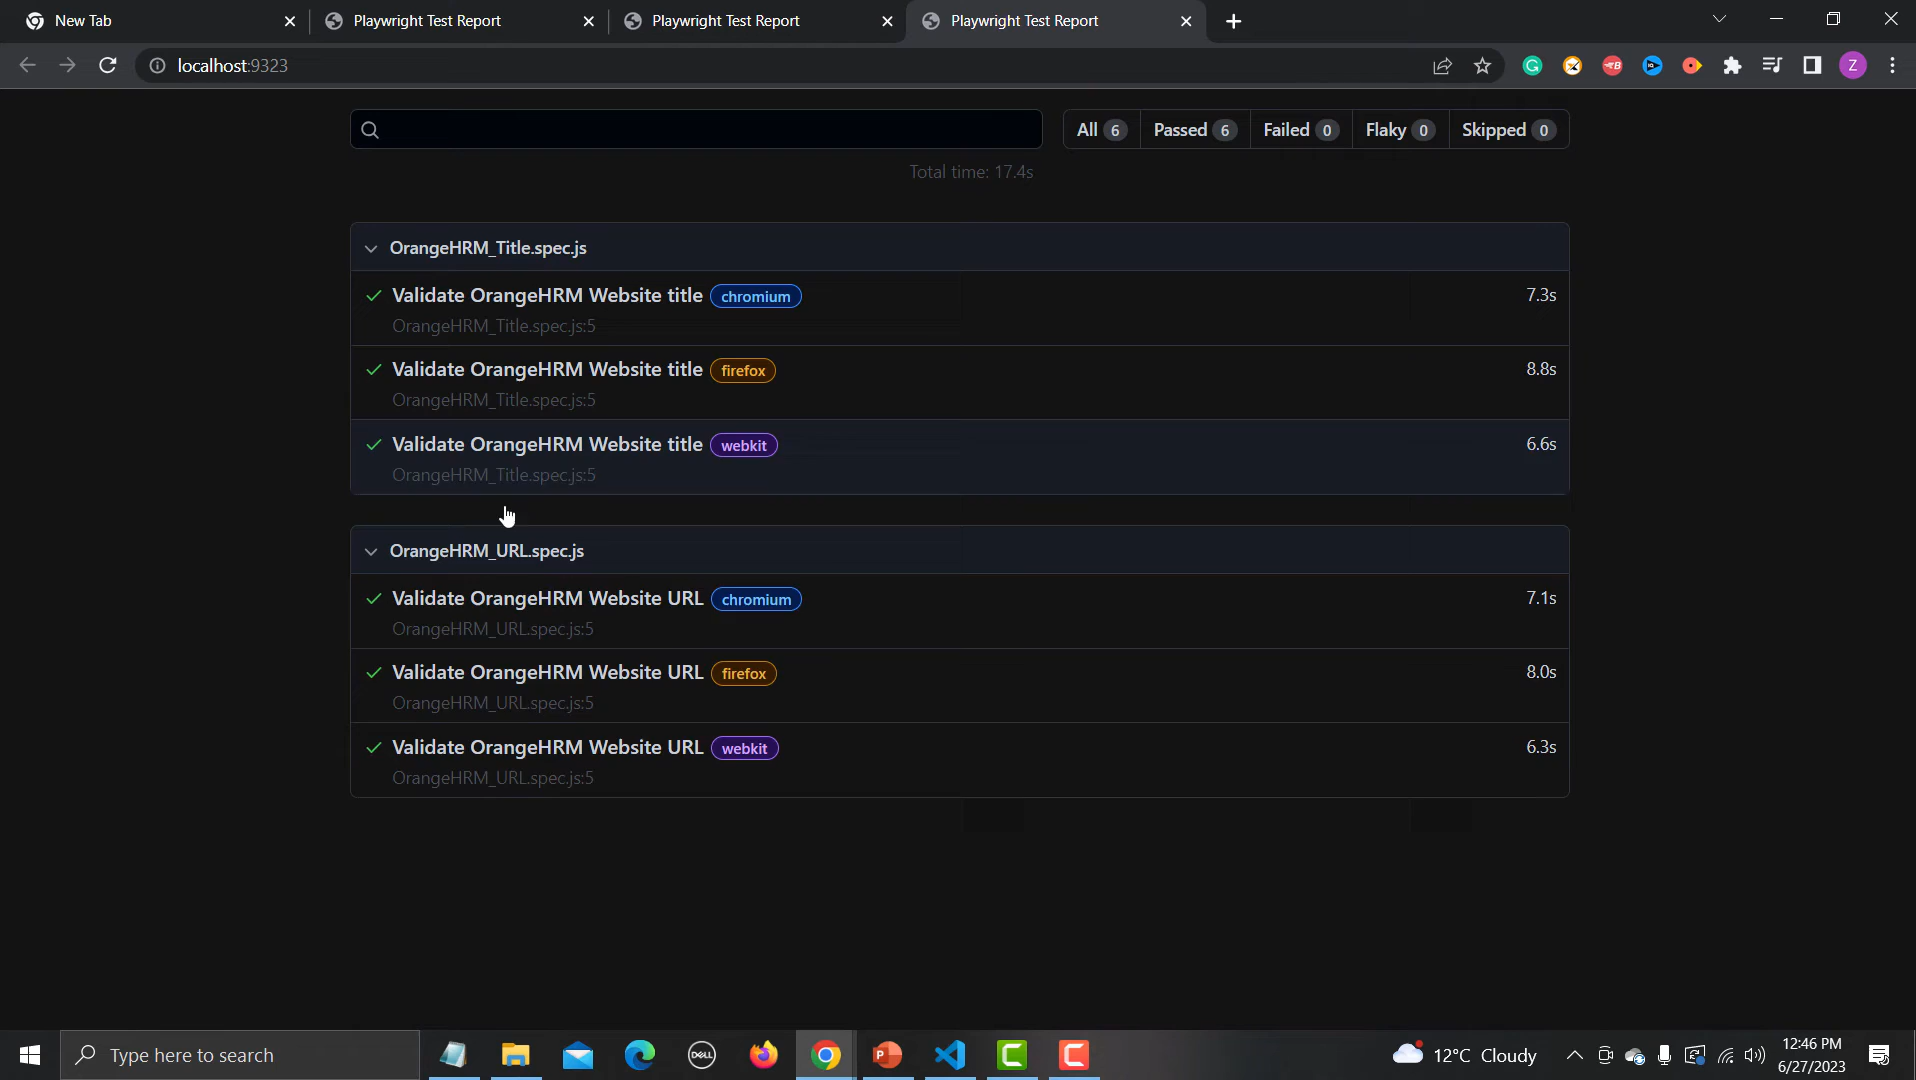 New Tab
Playwright Test Report
Playwright Test Report
Playwright Test Report
localhost:9323
Z
All 6
Passed 6
Failed 0
Flaky 0
Skipped 0
Total time: 17.4s
OrangeHRM_Title.spec.js
Validate OrangeHRM Website title chromium 7.3s
OrangeHRM_Title.spec.js:5
Validate OrangeHRM Website title firefox 8.8s
OrangeHRM_Title.spec.js:5
Validate OrangeHRM Website title webkit 6.6s
OrangeHRM_Title.spec.js:5
OrangeHRM_URL.spec.js
Validate OrangeHRM Website URL chromium 7.1s
OrangeHRM_URL.spec.js:5
Validate OrangeHRM Website URL firefox 8.0s
OrangeHRM_URL.spec.js:5
Validate OrangeHRM Website URL webkit 6.3s
OrangeHRM_URL.spec.js:5
Type here to search
DELL
12°C Cloudy
12:46 PM
6/27/2023